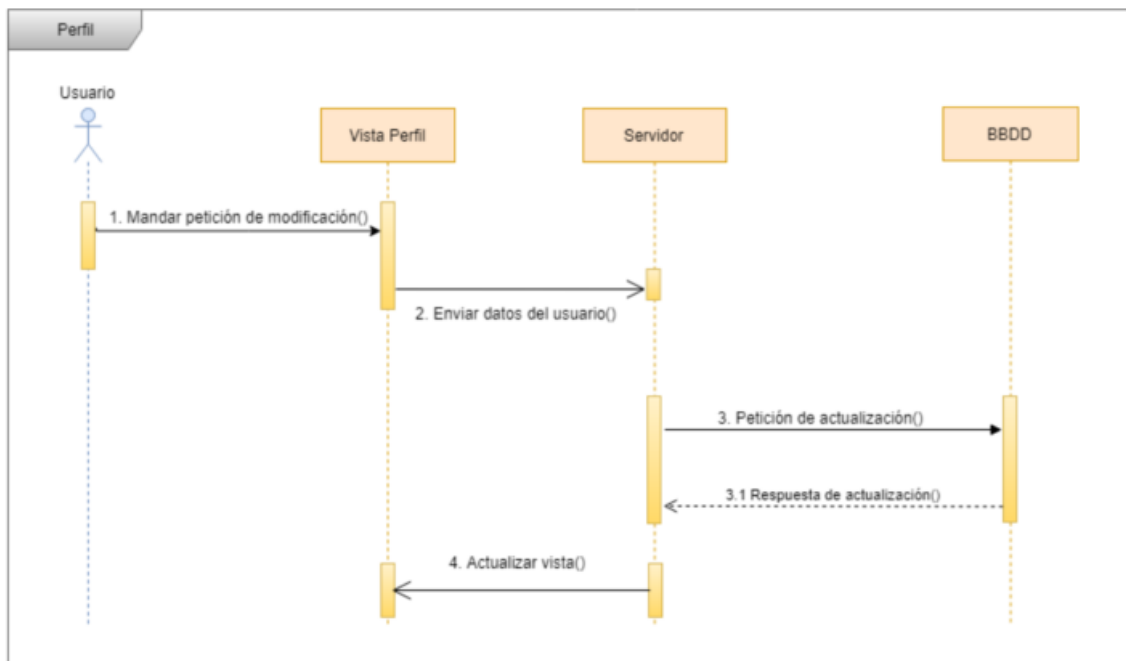 Perfil
Usuario
Vista Perfil
Servidor
BBDD
1. Mandar petición de modificación()
2. Enviar datos del usuario()
3. Petición de actualización()
3.1 Respuesta de actualización()
4. Actualizar vista()